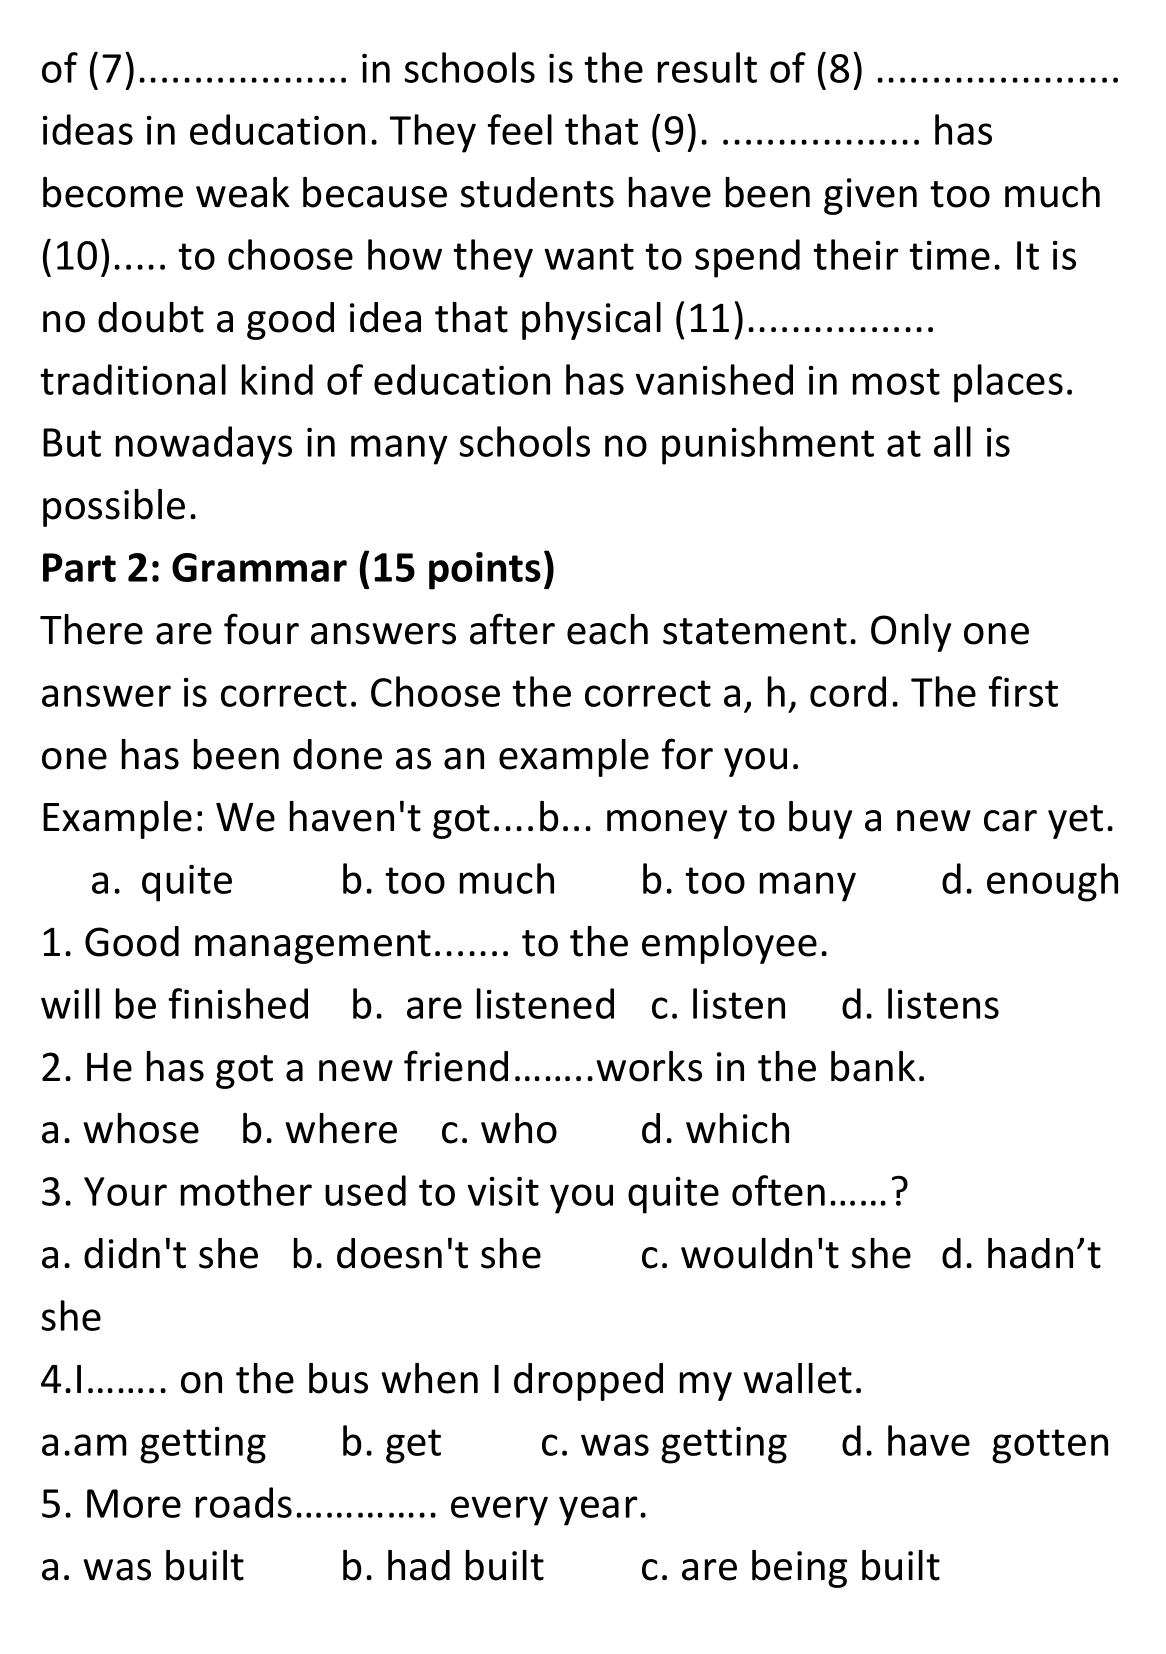 of (7)................... in schools is the result of (8) ......................
ideas in education. They feel that (9). .................. has
become weak because students have been given too much
(10)..... to choose how they want to spend their time. It is
no doubt a good idea that physical (11).................
traditional kind of education has vanished in most places.
But nowadays in many schools no punishment at all is
possible.
Part 2: Grammar (15 points)
There are four answers after each statement. Only one
answer is correct. Choose the correct a, h, cord. The first
one has been done as an example for you.
Example: We haven't got....b... money to buy a new car yet.
a. quite b. too much b. too many d. enough
1. Good management....... to the employee.
will be finished b. are listened c. listen d. listens
2. He has got a new friend........works in the bank.
a. whose b. where c. who d. which
3. Your mother used to visit you quite often......?
a. didn't she b. doesn't she c. wouldn't she d. hadn’t
she
4.I........ on the bus when I dropped my wallet.
a.am getting b. get c. was getting d. have gotten
5. More roads.............. every year.
a. was built b. had built c. are being built